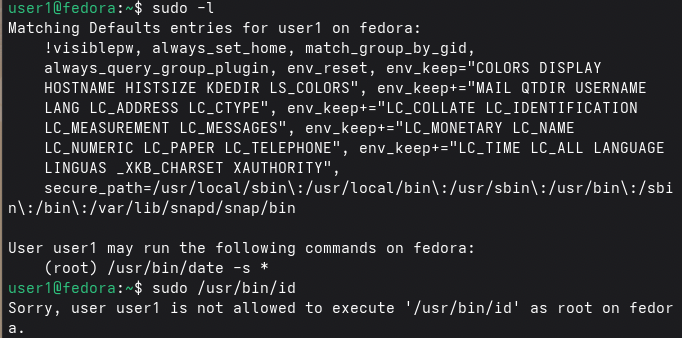 user1@fedora:~$ sudo -l
Matching Defaults entries for user1 on fedora:
    !visiblepw, always_set_home, match_group_by_gid,
    always_query_group_plugin, env_reset, env_keep="COLORS DISPLAY
    HOSTNAME HISTSIZE KDEDIR LS_COLORS", env_keep+="MAIL QTDIR USERNAME
    LANG LC_ADDRESS LC_CTYPE", env_keep+="LC_COLLATE LC_IDENTIFICATION
    LC_MEASUREMENT LC_MESSAGES", env_keep+="LC_MONETARY LC_NAME
    LC_NUMERIC LC_PAPER LC_TELEPHONE", env_keep+="LC_TIME LC_ALL LANGUAGE
    LINGUAS _XKB_CHARSET XAUTHORITY",
    secure_path=/usr/local/sbin\:/usr/local/bin\:/usr/sbin\:/usr/bin\:/sbi
n\:/bin\:/var/lib/snapd/snap/bin

User user1 may run the following commands on fedora:
    (root) /usr/bin/date -s *
user1@fedora:~$ sudo /usr/bin/id
Sorry, user user1 is not allowed to execute '/usr/bin/id' as root on fedor
a.